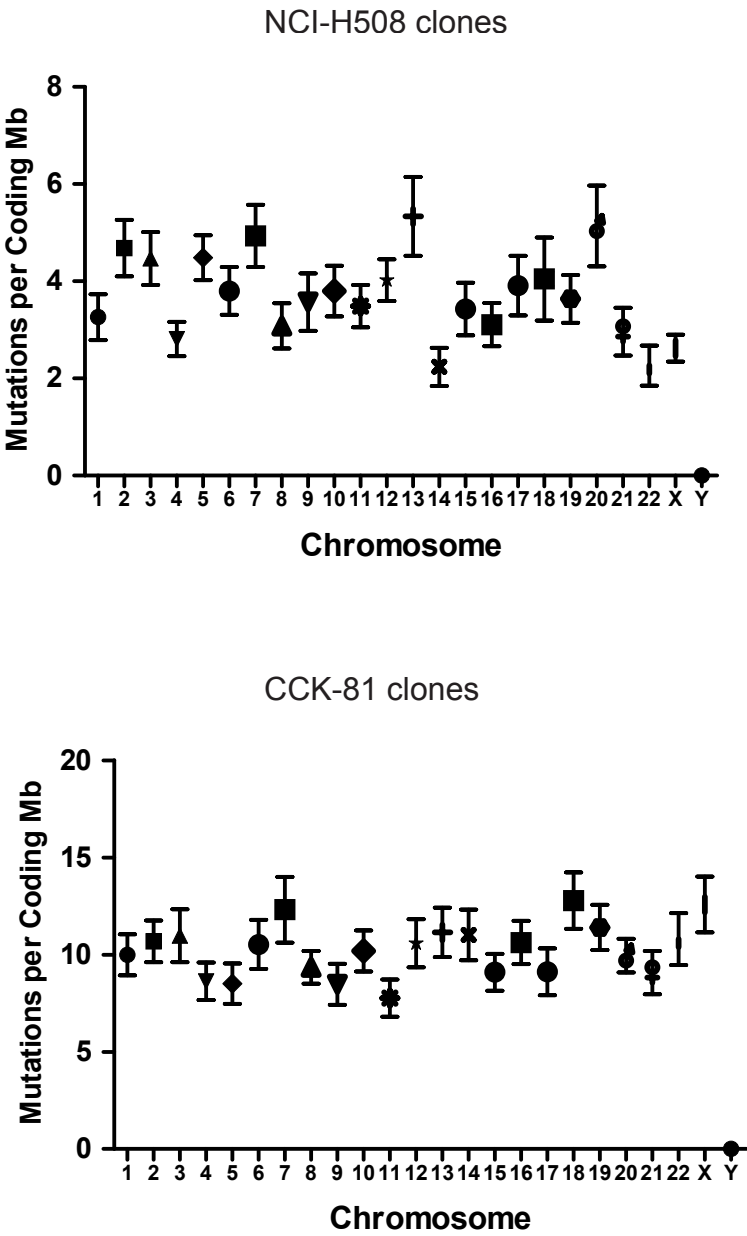 NCI-H508 clones
8
6
4
2
0
Mutations per Coding Mb
1 2 3 4 5 6 7 8 9 10 11 12 13 14 15 16 17 18 19 20 21 22 X Y
Chromosome
CCK-81 clones
20
15
10
5
0
Mutations per Coding Mb
1 2 3 4 5 6 7 8 9 10 11 12 13 14 15 16 17 18 19 20 21 22 X Y
Chromosome